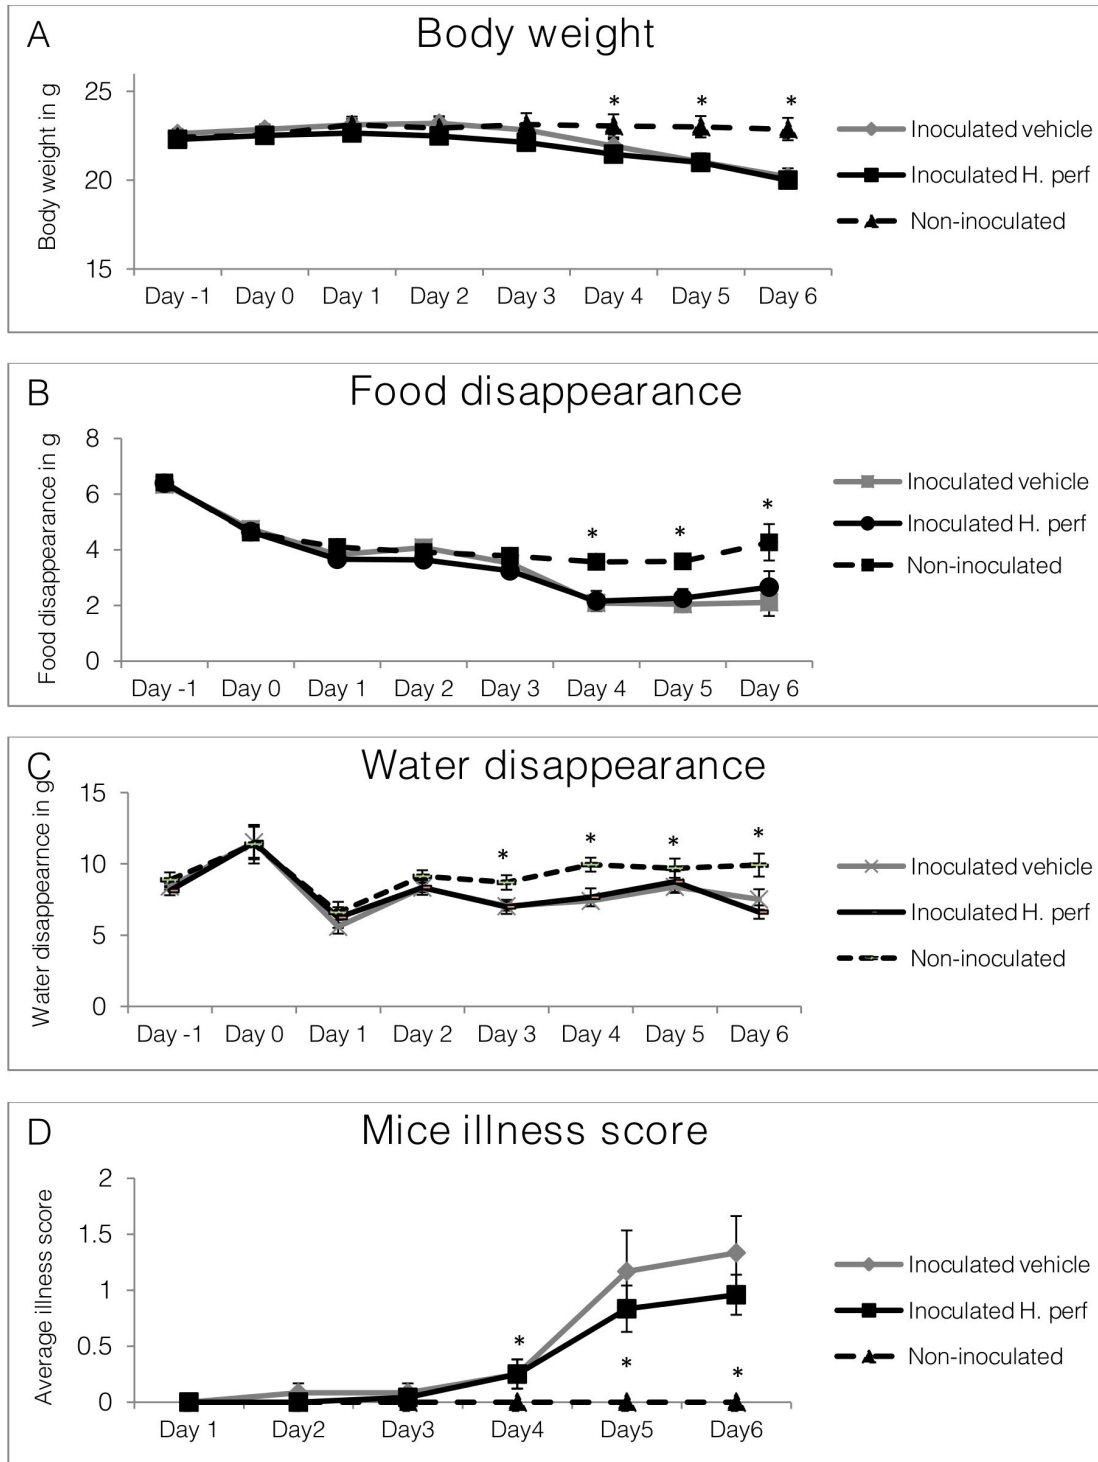 A
Body weight
Body weight in g
25
20
15
*
*
*
Day -1 Day 0 Day 1 Day 2 Day 3 Day 4 Day 5 Day 6
Inoculated vehicle
Inoculated H. perf
Non-inoculated
B
Food disappearance
Food disappearance in g
8
6
4
2
0
*
*
*
Day -1 Day 0 Day 1 Day 2 Day 3 Day 4 Day 5 Day 6
Inoculated vehicle
Inoculated H. perf
Non-inoculated
C
Water disappearance
Water disappearnce in g
15
10
5
0
*
*
*
*
Day -1 Day 0 Day 1 Day 2 Day 3 Day 4 Day 5 Day 6
Inoculated vehicle
Inoculated H. perf
Non-inoculated
D
Mice illness score
Average illness score
2
1.5
1
0.5
0
*
*
*
Day 1 Day2 Day3 Day4 Day5 Day6
Inoculated vehicle
Inoculated H. perf
Non-inoculated